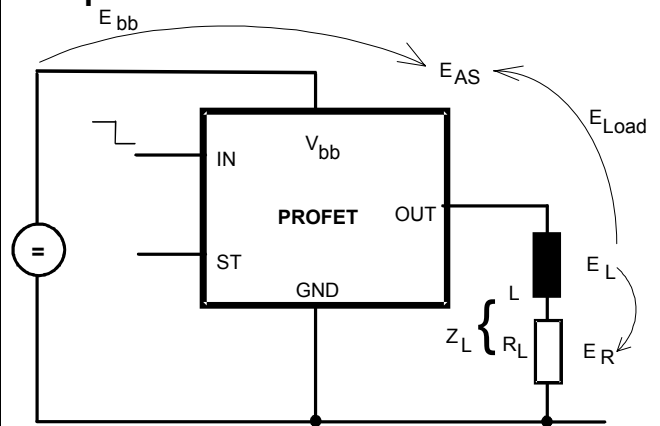 E bb
E AS
E Load
V bb
IN
PROFET
OUT
=
ST
GND
E L
L
Z L { R L
E R